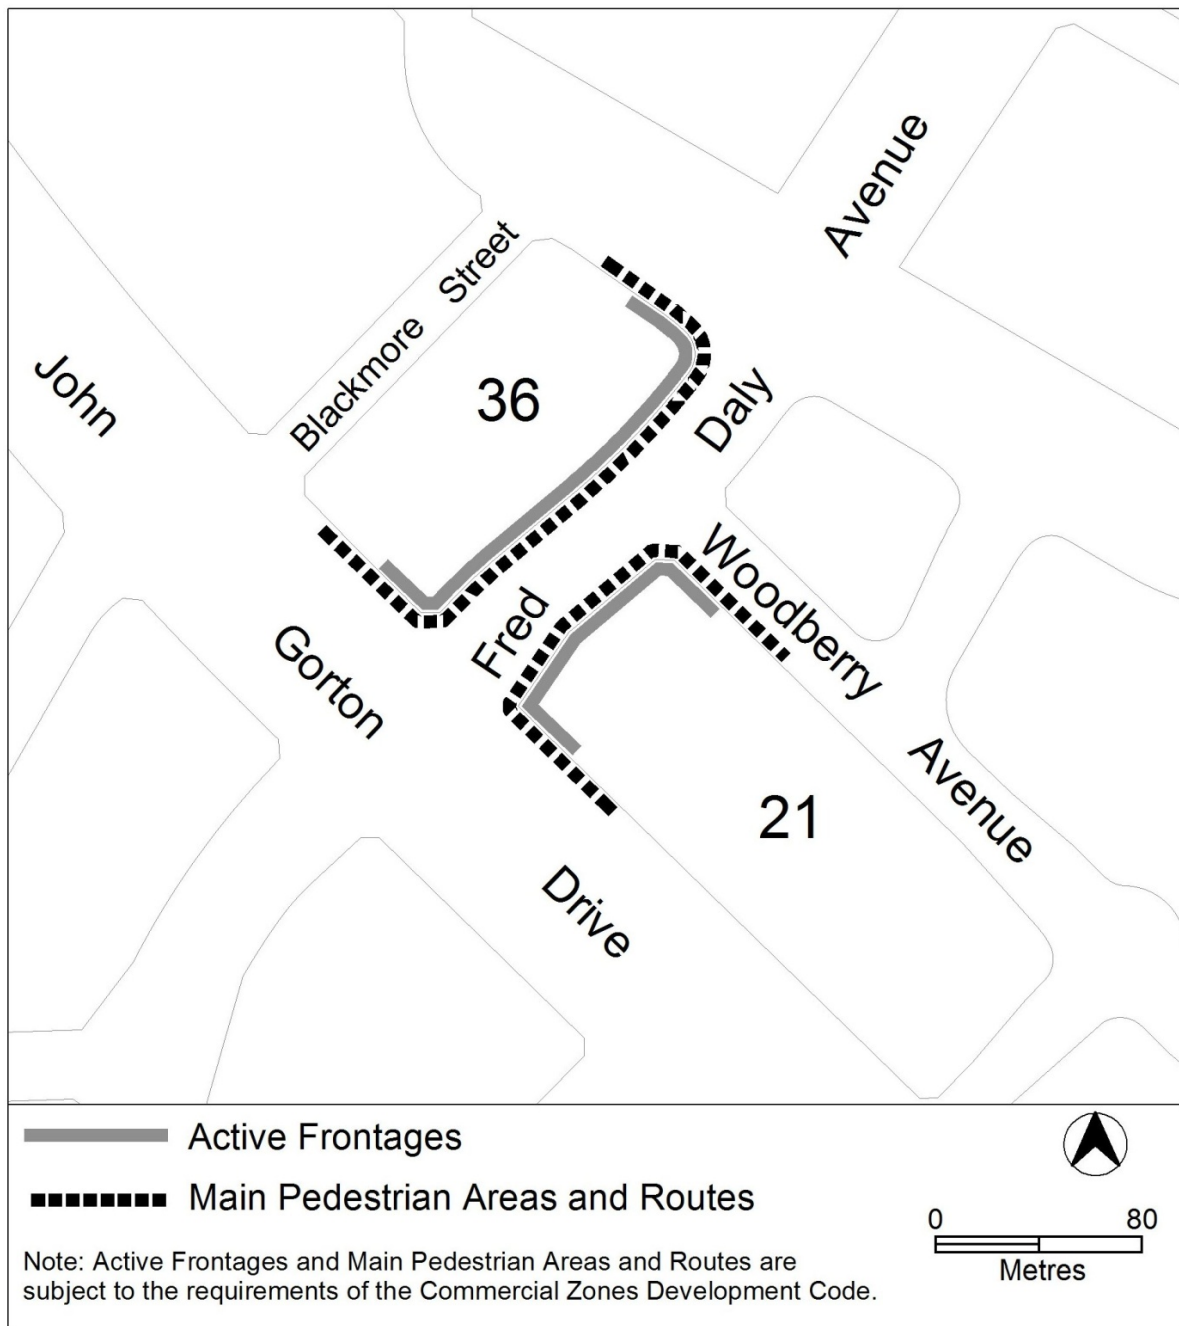 Avenue
Blackmore Street
John
36
Daly
Woodberry
Fred
Gorton
Avenue
21
Drive
Active Frontages
Main Pedestrian Areas and Routes
0 80
Metres
Note: Active Frontages and Main Pedestrian Areas and Routes are
subject to the requirements of the Commercial Zones Development Code.